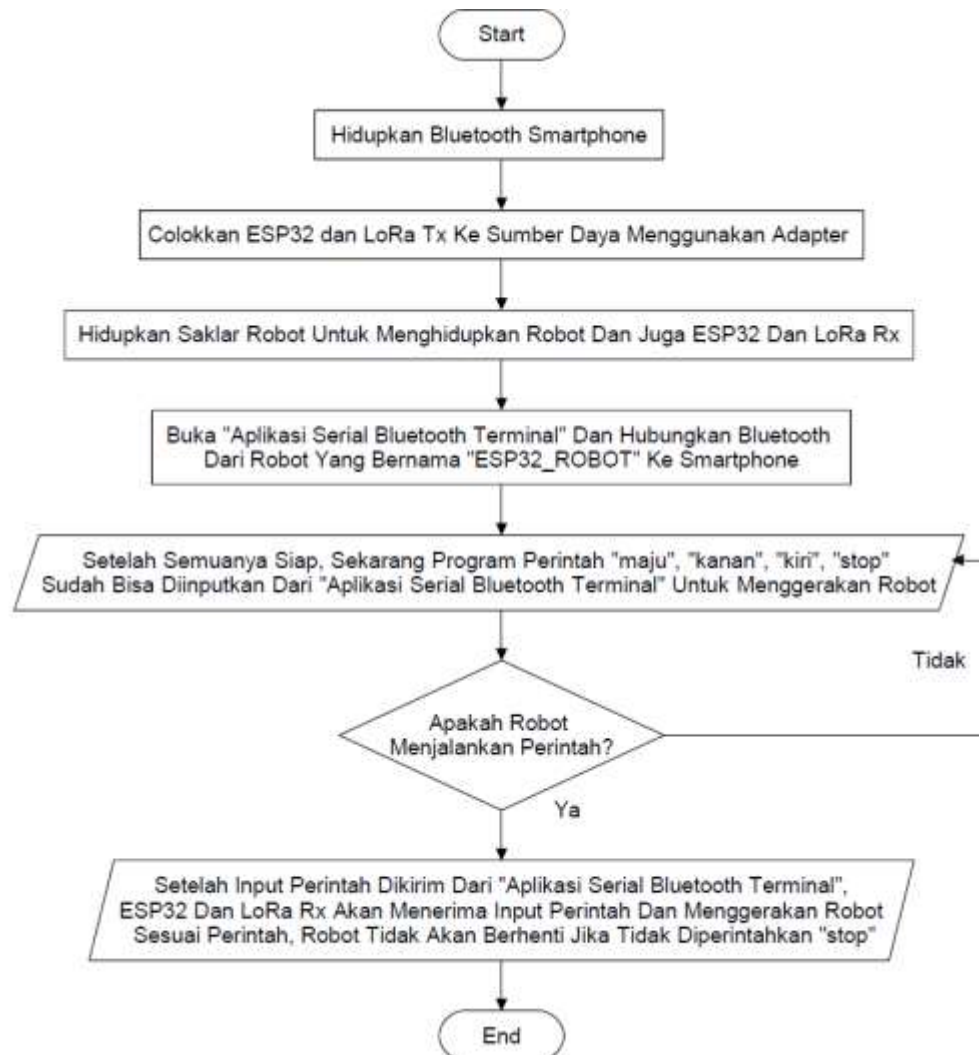 Start
Hidupkan Bluetooth Smartphone
Colokkan ESP32 dan LoRa Tx Ke Sumber Daya Menggunakan Adapter
Hidupkan Saklar Robot Untuk Menghidupkan Robot Dan Juga ESP32 Dan LoRa Rx
Buka "Aplikasi Serial Bluetooth Terminal" Dan Hubungkan Bluetooth
Dari Robot Yang Bernama "ESP32_ROBOT" Ke Smartphone
Setelah Semuanya Siap, Sekarang Program Perintah "maju", "kanan", "kiri", "stop"
Sudah Bisa Diinputkan Dari "Aplikasi Serial Bluetooth Terminal" Untuk Menggerakan Robot
Tidak
Apakah Robot
Menjalankan Perintah?
Ya
Setelah Input Perintah Dikirim Dari "Aplikasi Serial Bluetooth Terminal",
ESP32 Dan LoRa Rx Akan Menerima Input Perintah Dan Menggerakan Robot
Sesuai Perintah, Robot Tidak Akan Berhenti Jika Tidak Diperintahkan "stop"
End